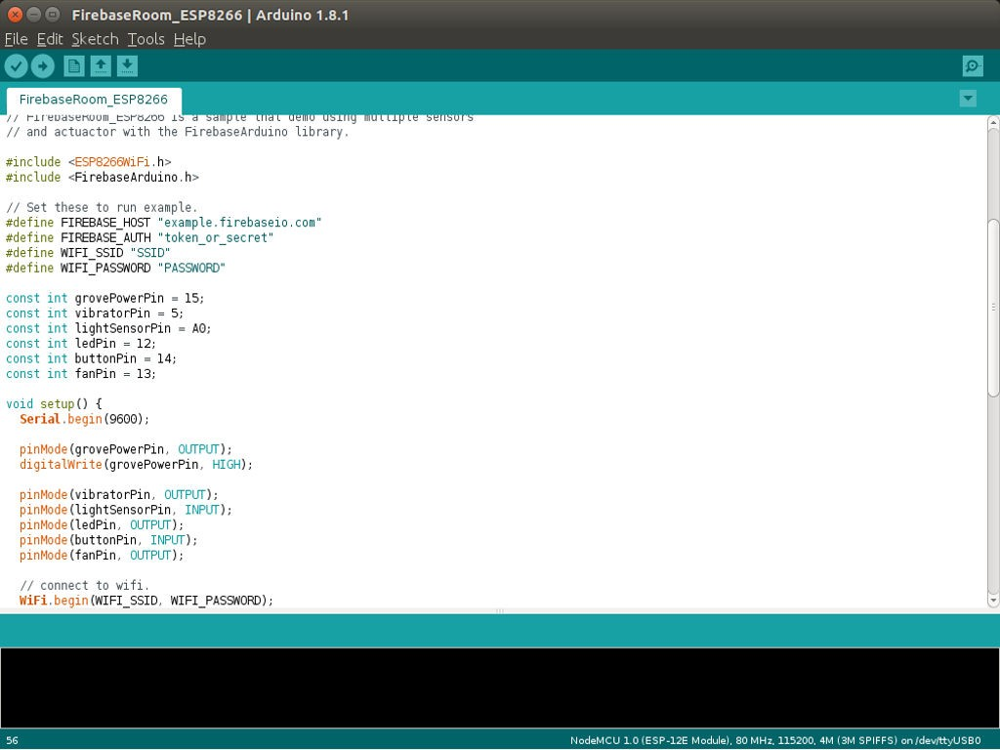 FirebaseRoom_ESP8266 | Arduino 1.8.1
File Edit Sketch Tools Help
FirebaseRoom_ESP8266
// FirebaseRoom_ESP8266 is a sample that demo using multiple sensors
// and actuactor with the FirebaseArduino library.
#include <ESP8266WiFi.h>
#include <FirebaseArduino.h>
// Set these to run example.
#define FIREBASE_HOST "example.firebaseio.com"
#define FIREBASE_AUTH "token_or_secret"
#define WIFI_SSID "SSID"
#define WIFI_PASSWORD "PASSWORD"
const int grovePowerPin = 15;
const int vibratorPin = 5;
const int lightSensorPin = A0;
const int ledPin = 12;
const int buttonPin = 14;
const int fanPin = 13;
void setup() {
Serial.begin(9600);
pinMode(grovePowerPin, OUTPUT);
digitalWrite(grovePowerPin, HIGH);
pinMode(vibratorPin, OUTPUT);
pinMode(lightSensorPin, INPUT);
pinMode(ledPin, OUTPUT);
pinMode(buttonPin, INPUT);
pinMode(fanPin, OUTPUT);
// connect to wifi.
WiFi.begin(WIFI_SSID, WIFI_PASSWORD);
56 NodeMCU 1.0 (ESP-12E Module), 80 MHz, 115200, 4M (3M SPIFFS) on /dev/ttyUSB0